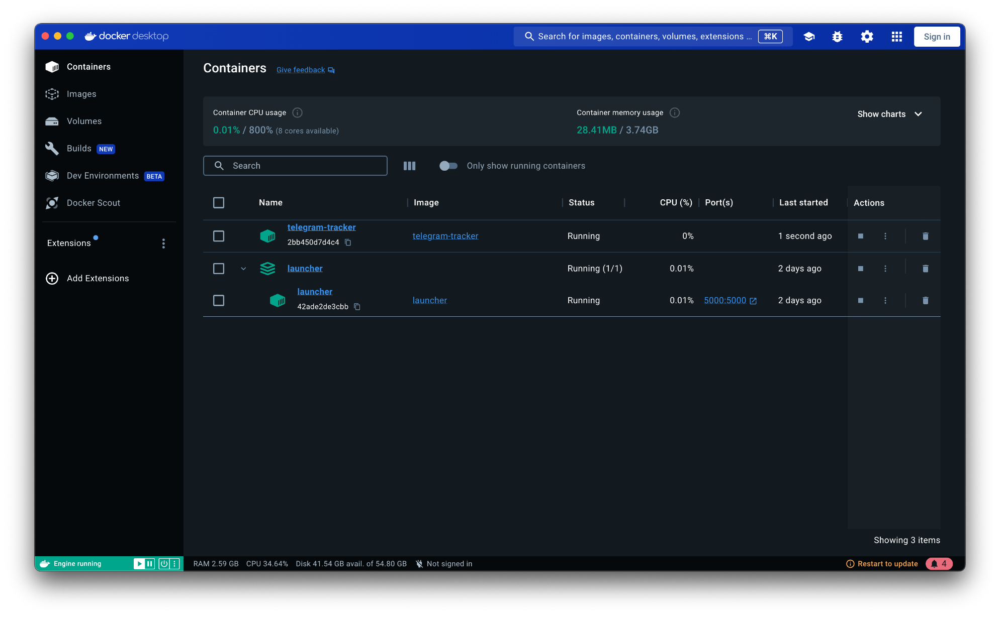 docker desktop
Search for images, containers, volumes, extensions ... ⌘K
Sign in
Containers
Images
Volumes
Builds NEW
Dev Environments BETA
Docker Scout
Extensions
Add Extensions
Containers Give feedback
Container CPU usage
0.01% / 800% (8 cores available)
Container memory usage
28.41MB / 3.74GB
Show charts
Search
Only show running containers
Name Image Status CPU (%) Port(s) Last started Actions
telegram-tracker
2bb450d7d4c4
telegram-tracker Running 0% 1 second ago
launcher Running (1/1) 0.01% 2 days ago
launcher
42ade2de3cbb
launcher Running 0.01% 5000:5000 2 days ago
Showing 3 items
Engine running
RAM 2.59 GB CPU 34.64% Disk 41.54 GB avail. of 54.80 GB Not signed in
Restart to update 4